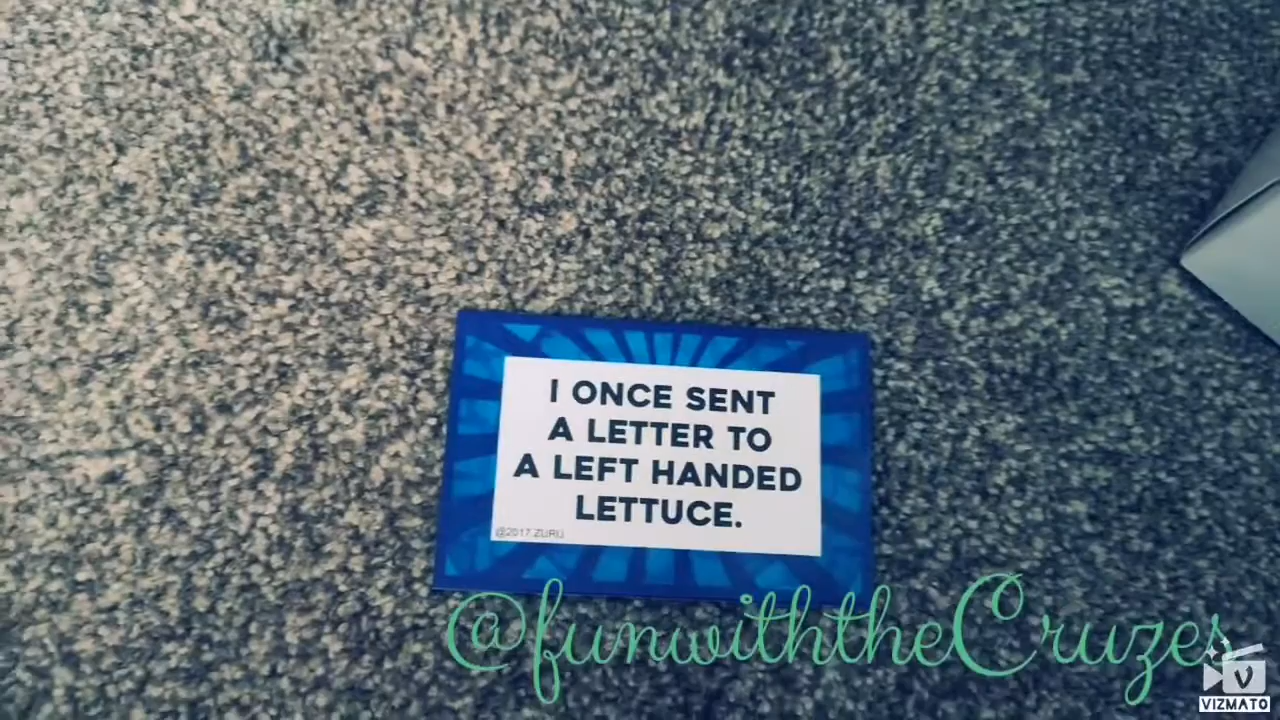 I ONCE SENT
A LETTER TO
A LEFT HANDED
LETTUCE.
@2017 ZURU
@funwiththeCruzes
V
VIZMATO